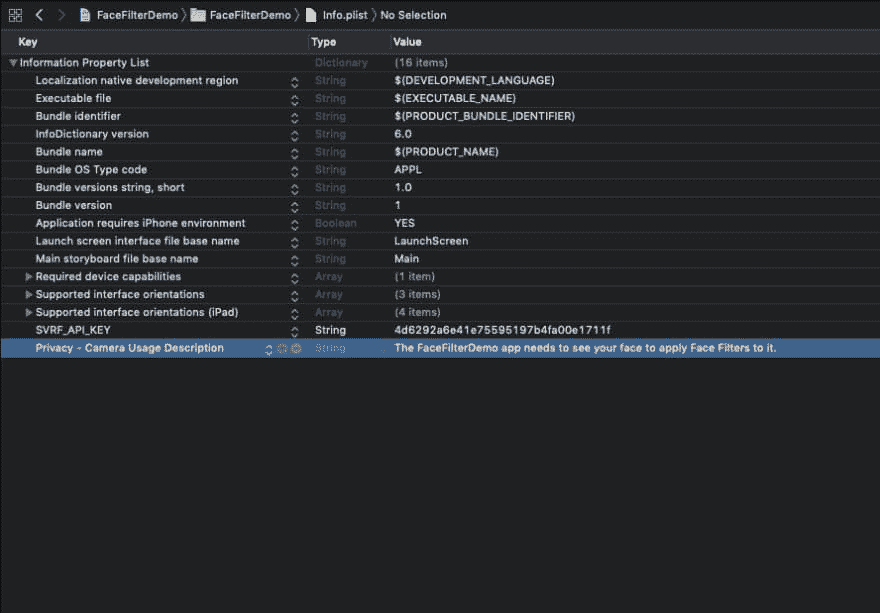 FaceFilterDemo FaceFilterDemo Info.plist No Selection
Key Type Value
Information Property List Dictionary (16 items)
Localization native development region String $(DEVELOPMENT_LANGUAGE)
Executable file String $(EXECUTABLE_NAME)
Bundle identifier String $(PRODUCT_BUNDLE_IDENTIFIER)
InfoDictionary version String 6.0
Bundle name String $(PRODUCT_NAME)
Bundle OS Type code String APPL
Bundle versions string, short String 1.0
Bundle version String 1
Application requires iPhone environment Boolean YES
Launch screen interface file base name String LaunchScreen
Main storyboard file base name String Main
Required device capabilities Array (1 item)
Supported interface orientations Array (3 items)
Supported interface orientations (iPad) Array (4 items)
SVRF_API_KEY String 4d6292a6e41e75595197b4fa00e1711f
Privacy - Camera Usage Description String The FaceFilterDemo app needs to see your face to apply Face Filters to it.